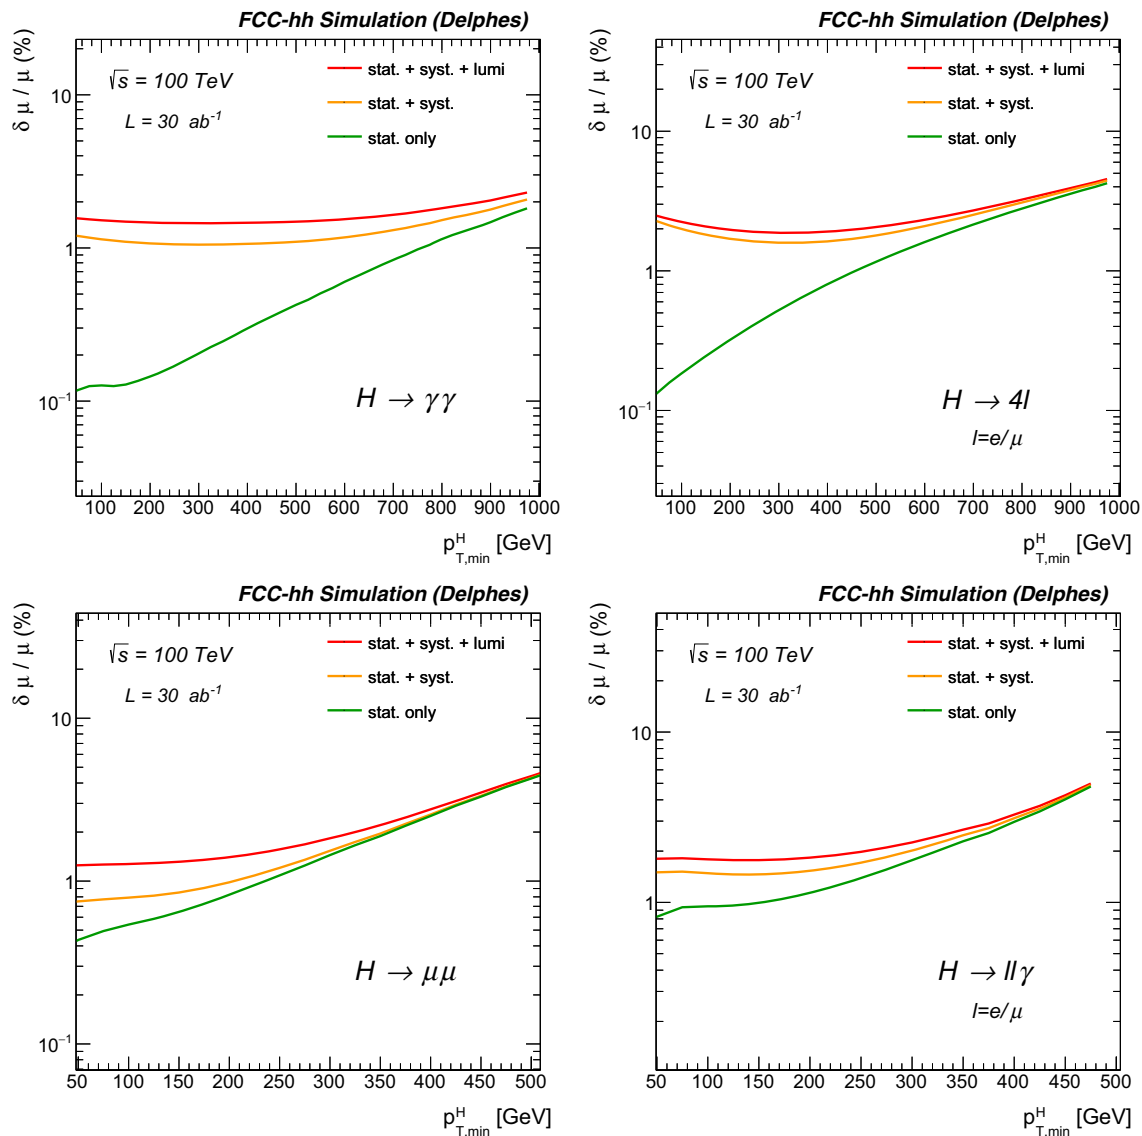 FCC-hh Simulation (Delphes)
δ μ / μ (%)
√s = 100 TeV
L = 30 ab⁻¹
stat. + syst. + lumi
stat. + syst.
stat. only
10
1
10⁻¹
H → γγ
100 200 300 400 500 600 700 800 900 1000
p^H_T,min [GeV]
FCC-hh Simulation (Delphes)
δ μ / μ (%)
√s = 100 TeV
L = 30 ab⁻¹
stat. + syst. + lumi
stat. + syst.
stat. only
10
1
10⁻¹
H → 4l
l=e/μ
100 200 300 400 500 600 700 800 900 1000
p^H_T,min [GeV]
FCC-hh Simulation (Delphes)
δ μ / μ (%)
√s = 100 TeV
L = 30 ab⁻¹
stat. + syst. + lumi
stat. + syst.
stat. only
10
1
10⁻¹
H → μμ
50 100 150 200 250 300 350 400 450 500
p^H_T,min [GeV]
FCC-hh Simulation (Delphes)
δ μ / μ (%)
√s = 100 TeV
L = 30 ab⁻¹
stat. + syst. + lumi
stat. + syst.
stat. only
10
1
10⁻¹
H → llγ
l=e/μ
50 100 150 200 250 300 350 400 450 500
p^H_T,min [GeV]